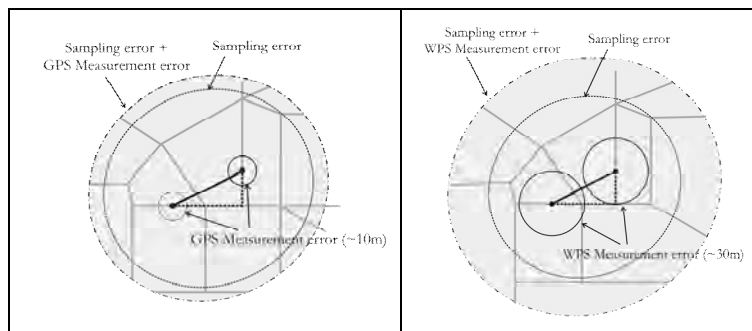 Sampling error +
GPS Measurement error
Sampling error
GPS Measurement error (~10m)
Sampling error +
WPS Measurement error
Sampling error
WPS Measurement error (~30m)